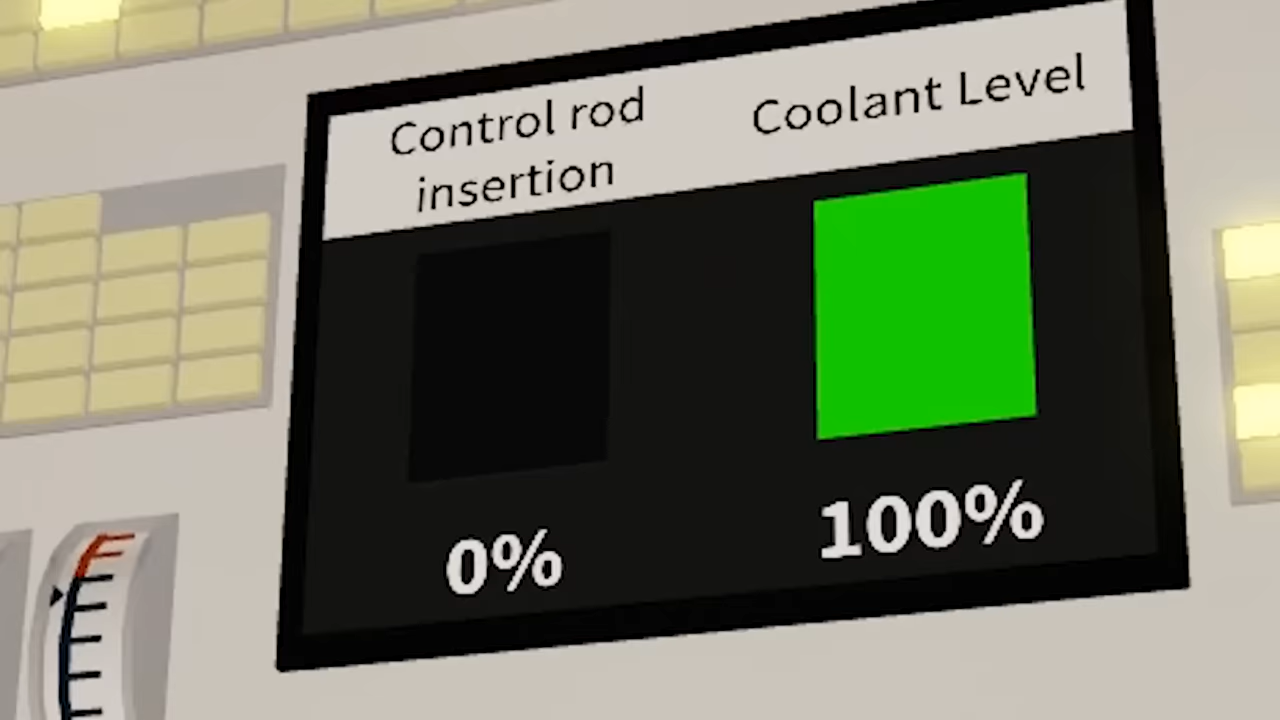 Control rod
insertion
Coolant Level
0%
100%